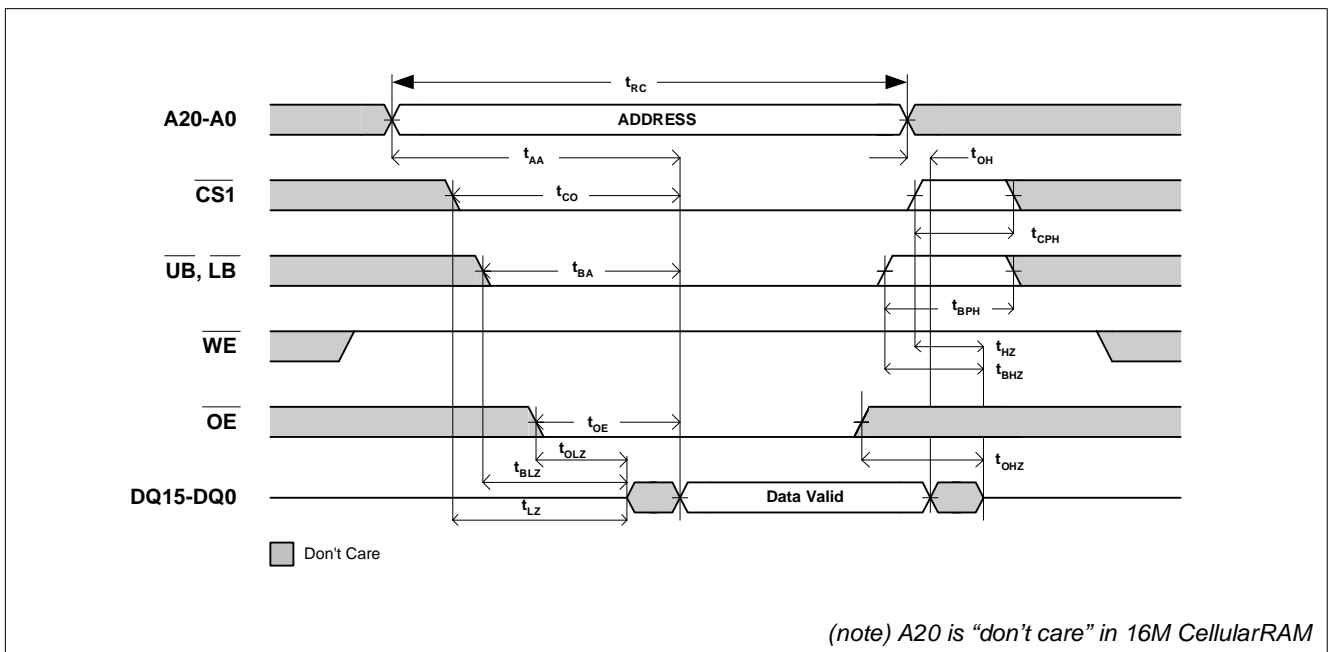 tRC
A20-A0
ADDRESS
tAA
tOH
CS1
tCO
tCPH
UB, LB
tBA
tBPH
WE
tHZ
tBHZ
OE
tOE
tOLZ
tOHZ
tBLZ
DQ15-DQ0
Data Valid
tLZ
Don't Care
(note) A20 is “don’t care” in 16M CellularRAM